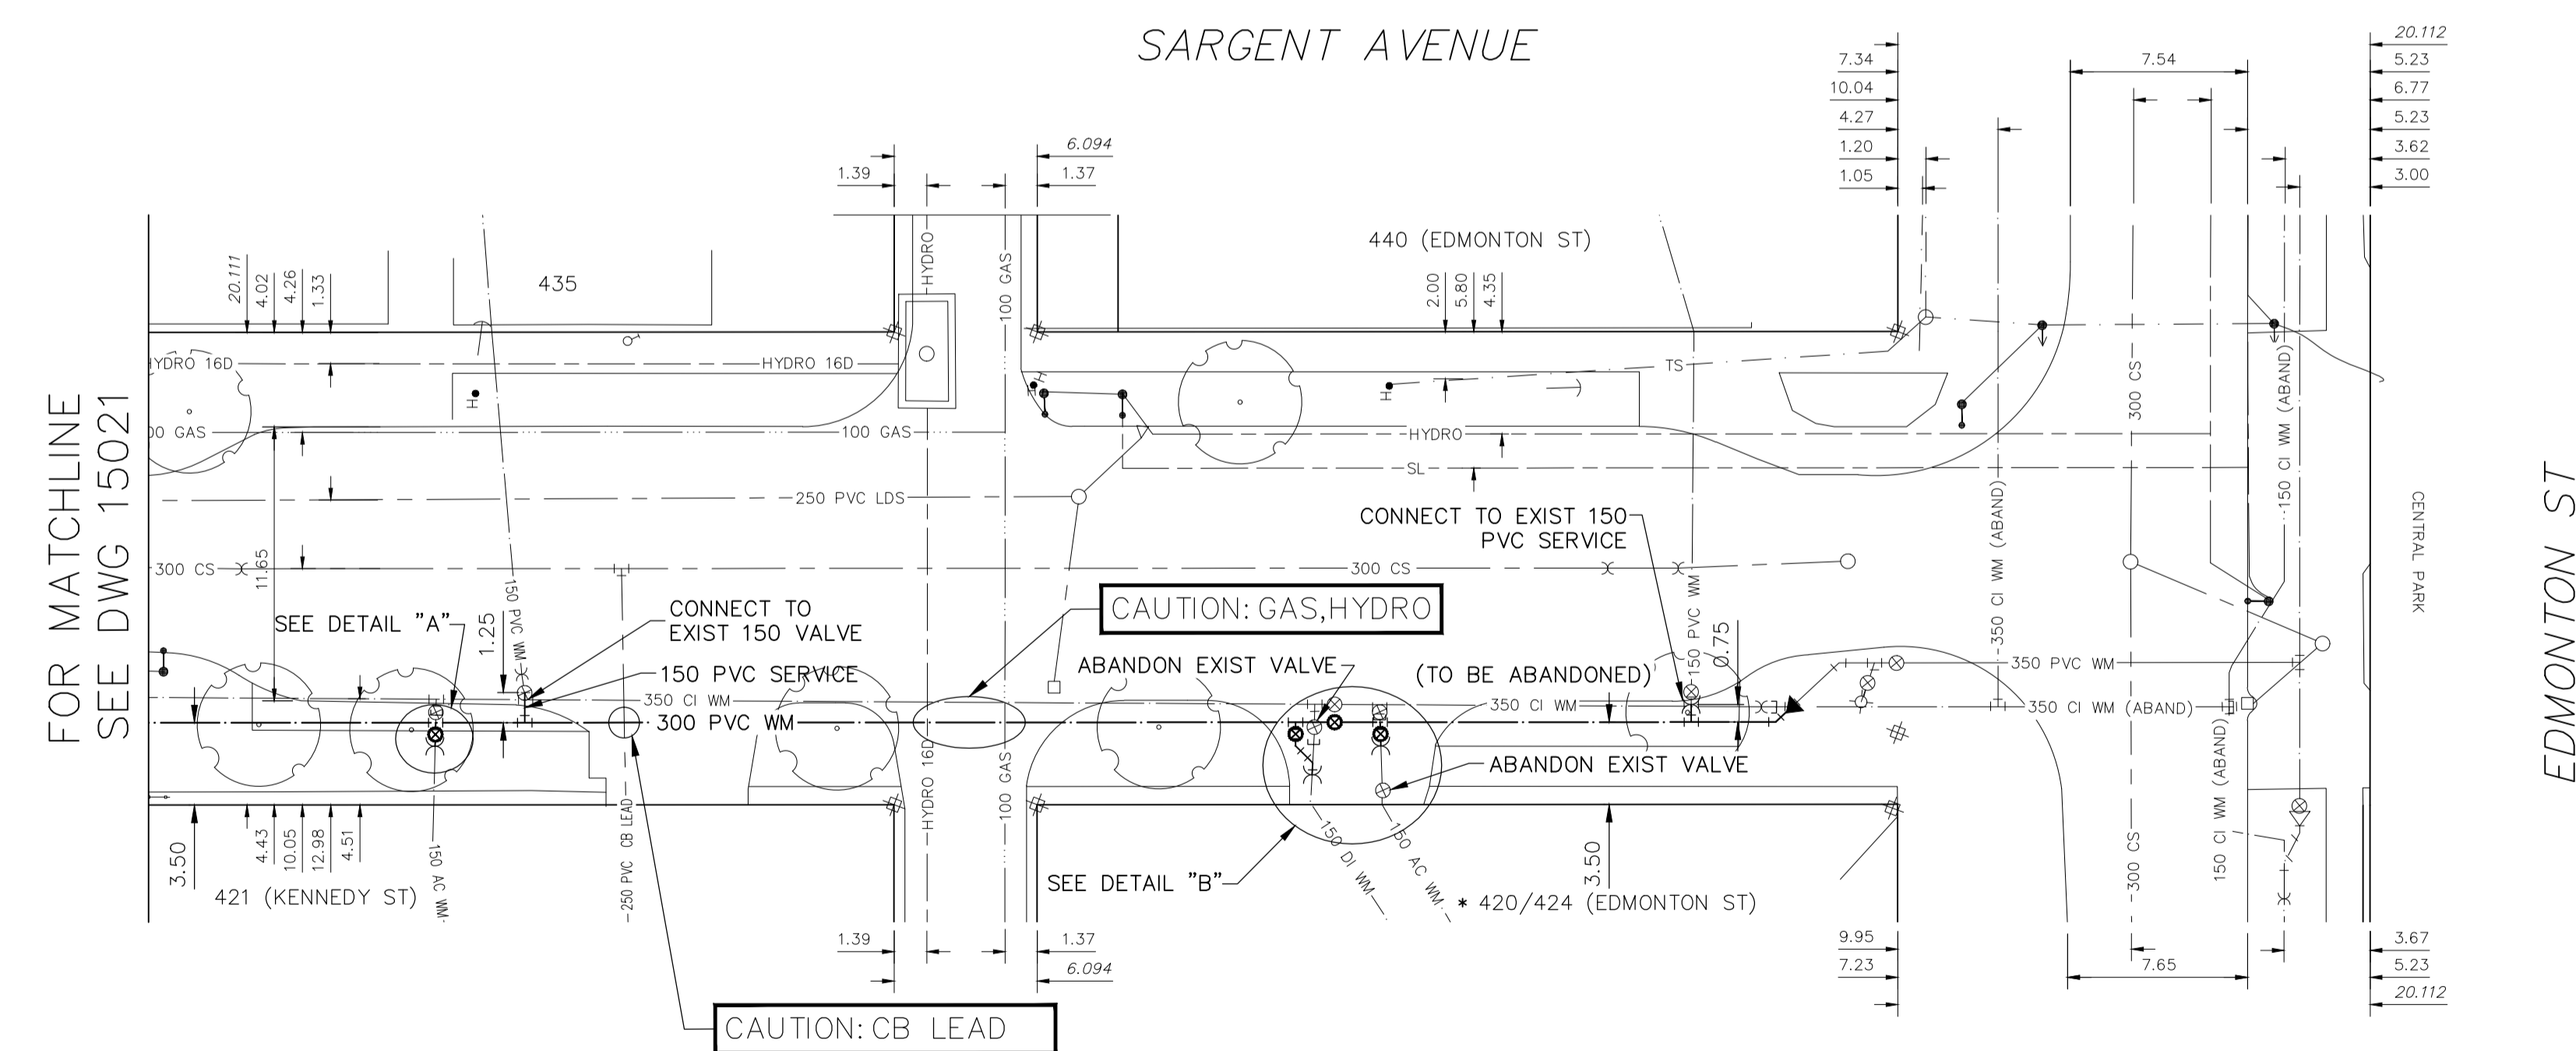 SARGENT AVENUE
20.112
7.34
7.54
5.23
10.04
6.77
4.27
5.23
1.20
3.62
1.05
3.00
6.094
1.39
1.37
440 (EDMONTON ST)
435
20.111
4.02
4.26
1.33
2.00
5.80
4.35
HYDRO
100 GAS
HYDRO 16D
HYDRO 16D
TS
00 GAS
100 GAS
HYDRO
SL
250 PVC LDS
300 CS
150 CI WM (ABAND)
350 CI WM (ABAND)
CENTRAL PARK
EDMONTON ST
FOR MATCHLINE
SEE DWG 15021
CONNECT TO EXIST 150
PVC SERVICE
300 CS
11.65
300 CS
150 PVC WM
150 PVC WM
CAUTION: GAS,HYDRO
SEE DETAIL "A"
1.25
CONNECT TO
EXIST 150 VALVE
150 PVC SERVICE
ABANDON EXIST VALVE
(TO BE ABANDONED)
0.75
350 PVC WM
350 CI WM
350 CI WM
350 CI WM (ABAND)
300 PVC WM
ABANDON EXIST VALVE
HYDRO 16D
100 GAS
3.50
4.43
10.05
12.98
4.51
150 AC WM
250 PVC CB LEAD
150 DI WM
150 AC WM
3.50
300 CS
150 CI WM (ABAND)
421 (KENNEDY ST)
SEE DETAIL "B"
* 420/424 (EDMONTON ST)
1.39
1.37
6.094
9.95
3.67
7.23
7.65
5.23
20.112
CAUTION: CB LEAD